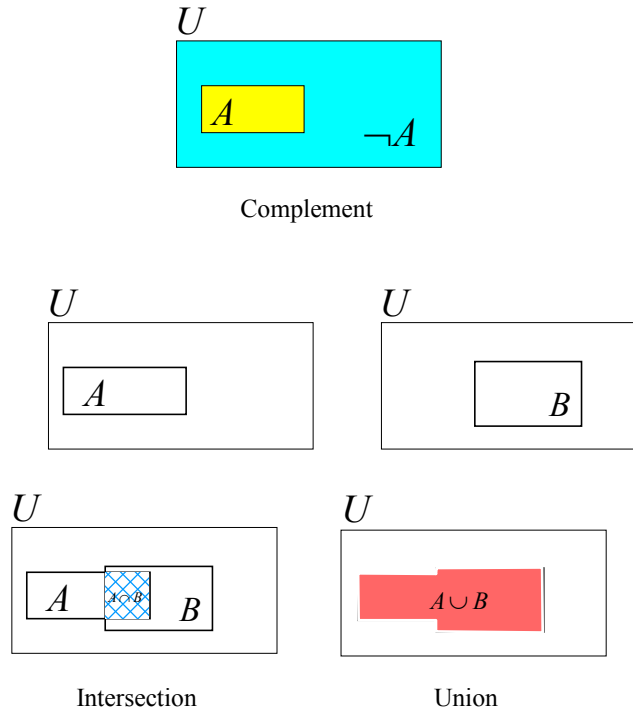 U
A
¬A
Complement
U
U
A
B
U
U
A
A ∩ B
B
A ∪ B
Intersection
Union